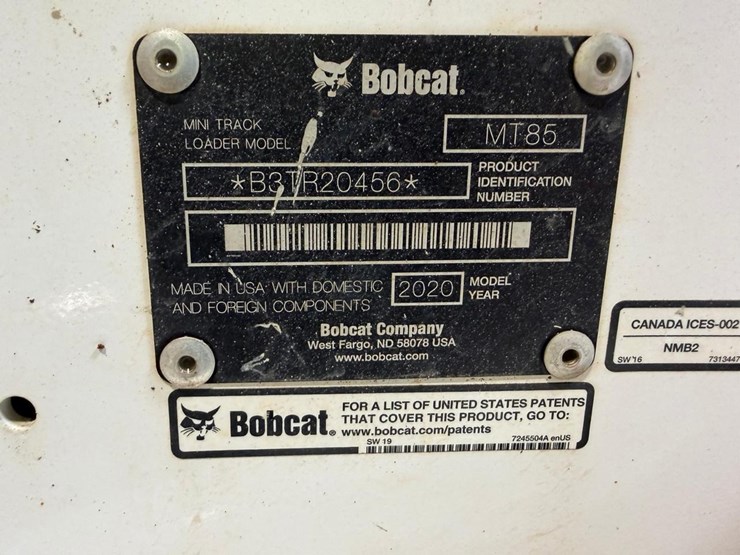 Bobcat.
MINI TRACK
LOADER MODEL
MT85
*B3TR20456*
PRODUCT
IDENTIFICATION
NUMBER
MADE IN USA WITH DOMESTIC
AND FOREIGN COMPONENTS
2020
MODEL
YEAR
Bobcat Company
West Fargo, ND 58078 USA
www.bobcat.com
CANADA ICES-002
NMB2
SW '16
7313447
Bobcat.
FOR A LIST OF UNITED STATES PATENTS
THAT COVER THIS PRODUCT, GO TO:
www.bobcat.com/patents
SW 19
7245504A enUS